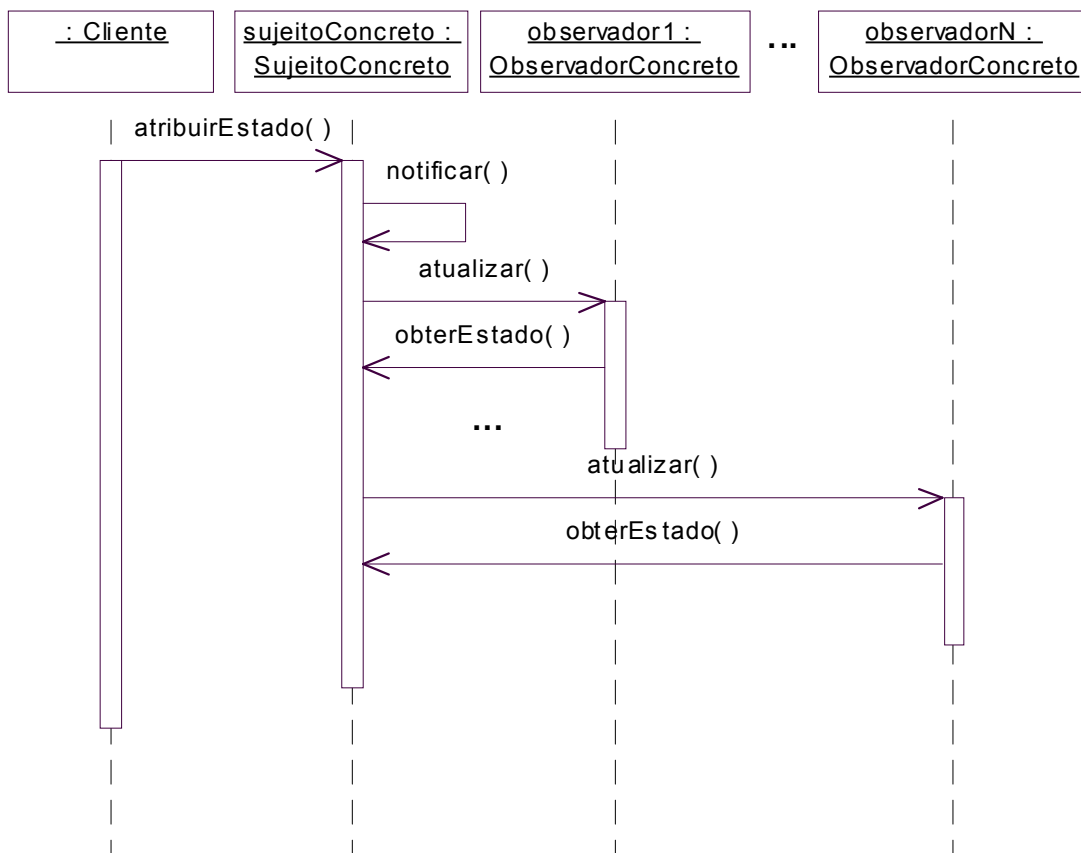 : Cliente
sujeitoConcreto :
SujeitoConcreto
observador1 :
ObservadorConcreto
...
observadorN :
ObservadorConcreto
atribuirEstado( )
notificar( )
atualizar( )
obterEstado( )
...
atualizar( )
obterEstado( )